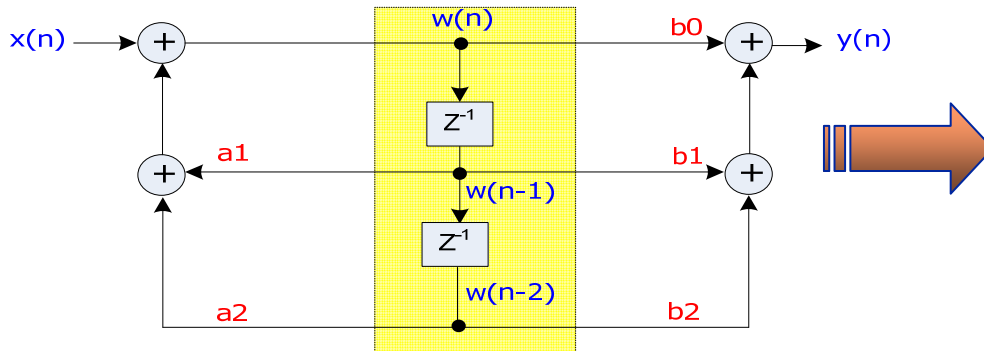 w(n)
x(n) + b0 + y(n)
Z⁻¹
+ a1 b1 +
w(n-1)
Z⁻¹
w(n-2)
a2 b2